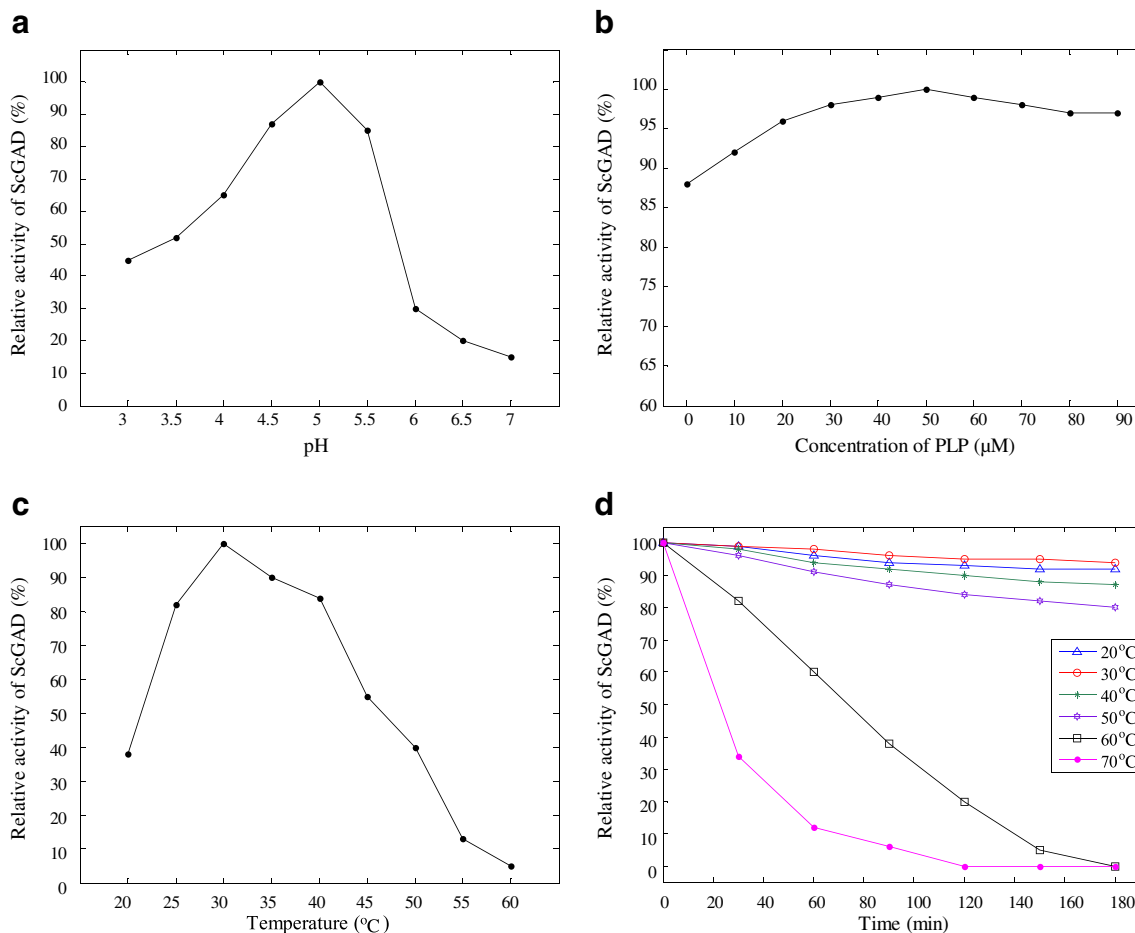 a
Relative activity of ScGAD (%)
100
90
80
70
60
50
40
30
20
10
0
3 3.5 4 4.5 5 5.5 6 6.5 7
pH
b
Relative activity of ScGAD (%)
100
95
90
85
80
75
70
65
60
0 10 20 30 40 50 60 70 80 90
Concentration of PLP (µM)
c
Relative activity of ScGAD (%)
100
90
80
70
60
50
40
30
20
10
0
20 25 30 35 40 45 50 55 60
Temperature (°C)
d
Relative activity of ScGAD (%)
100
90
80
70
60
50
40
30
20
10
0
0 20 40 60 80 100 120 140 160 180
Time (min)
20°C
30°C
40°C
50°C
60°C
70°C